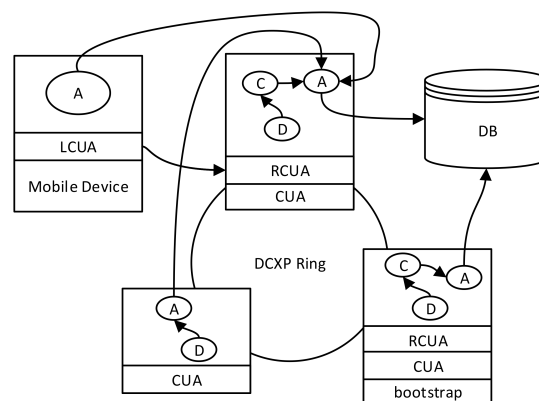 A
LCUA
Mobile Device
C
A
D
RCUA
CUA
DB
DCXP Ring
A
D
CUA
C
A
D
RCUA
CUA
bootstrap